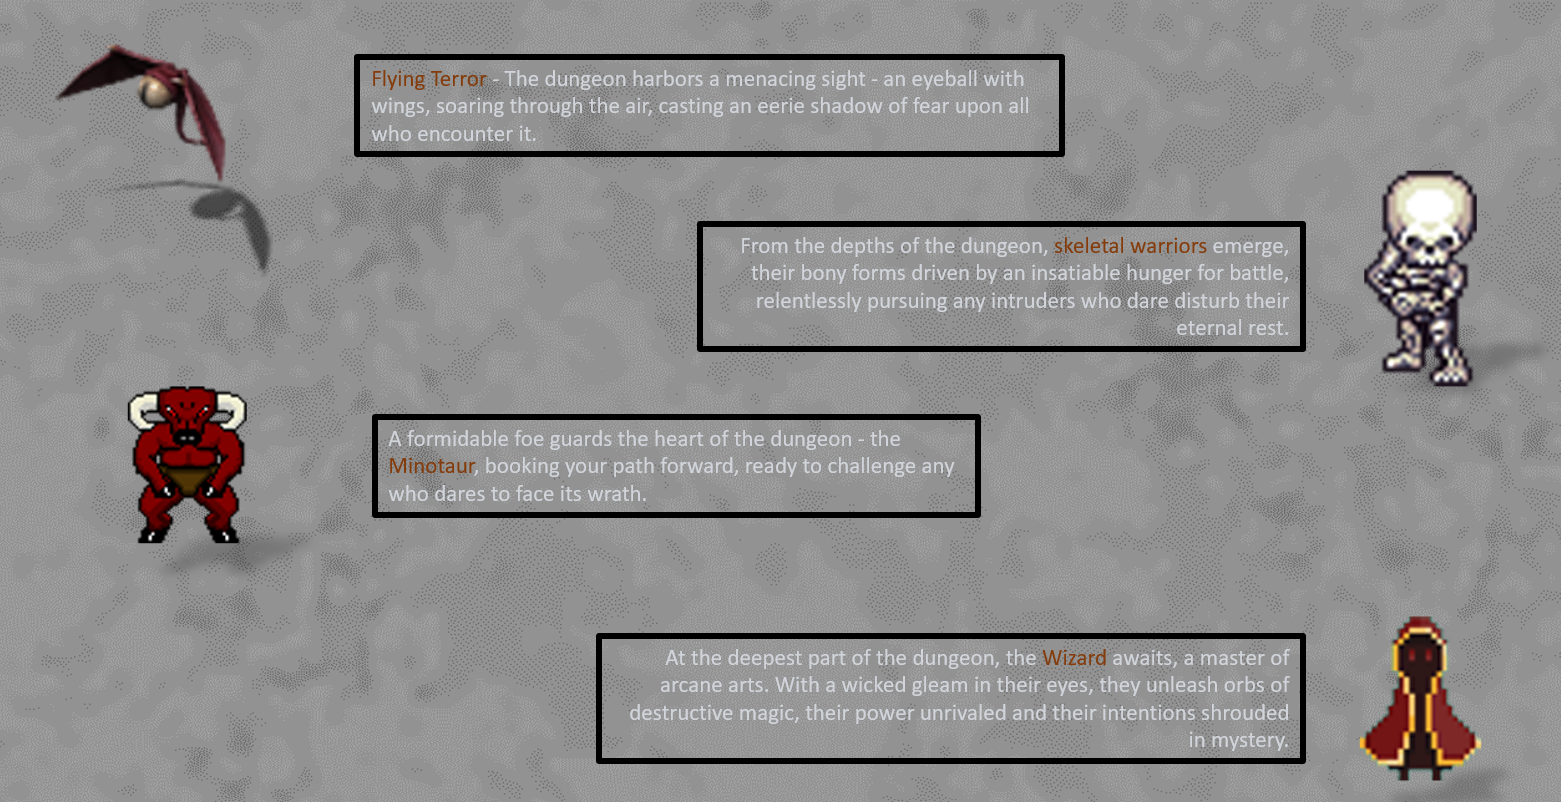 Flying Terror - The dungeon harbors a menacing sight - an eyeball with
wings, soaring through the air, casting an eerie shadow of fear upon all
who encounter it.
From the depths of the dungeon, skeletal warriors emerge,
their bony forms driven by an insatiable hunger for battle,
relentlessly pursuing any intruders who dare disturb their
eternal rest.
A formidable foe guards the heart of the dungeon - the
Minotaur, booking your path forward, ready to challenge any
who dares to face its wrath.
At the deepest part of the dungeon, the Wizard awaits, a master of
arcane arts. With a wicked gleam in their eyes, they unleash orbs of
destructive magic, their power unrivaled and their intentions shrouded
in mystery.